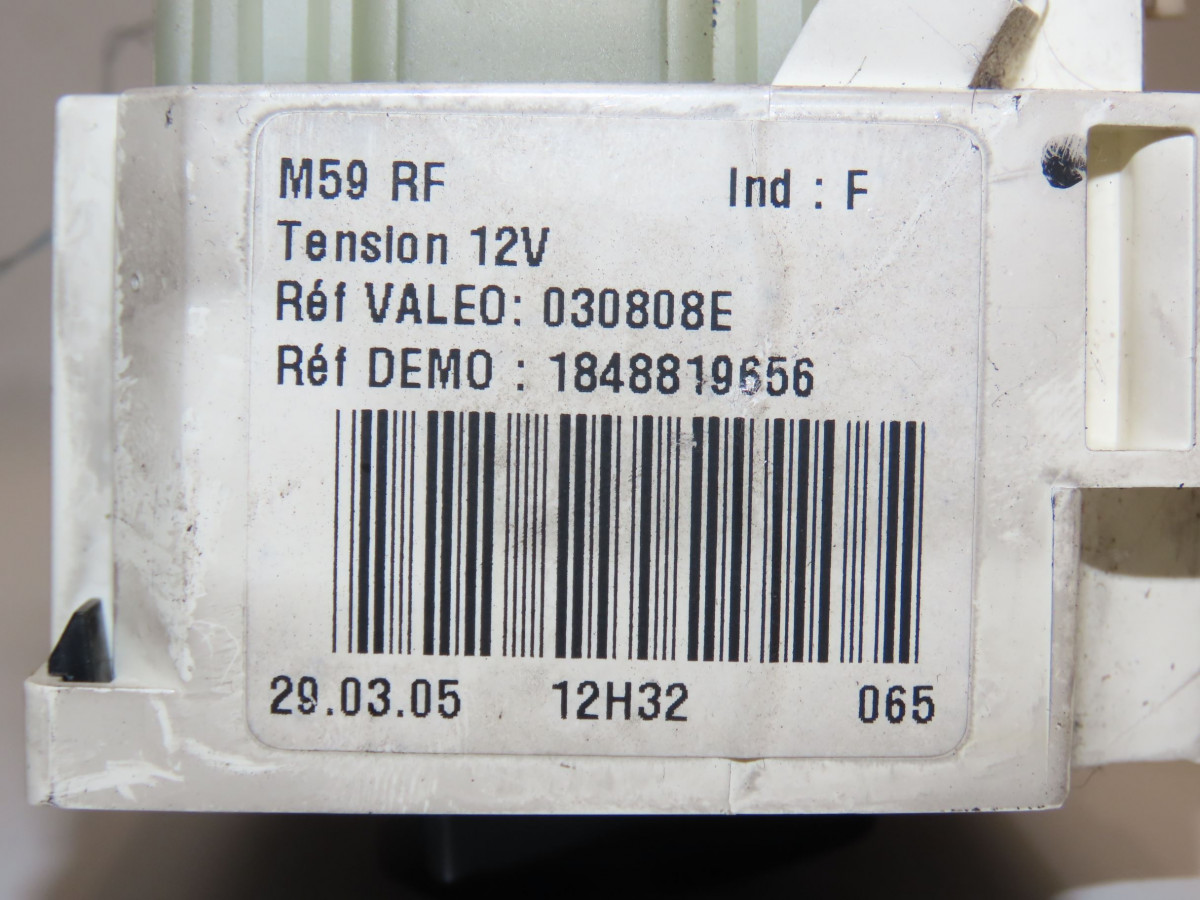 M59 RF Ind : F
Tension 12V
Réf VALEO: 030808E
Réf DEMO : 1848819656
29.03.05 12H32 065